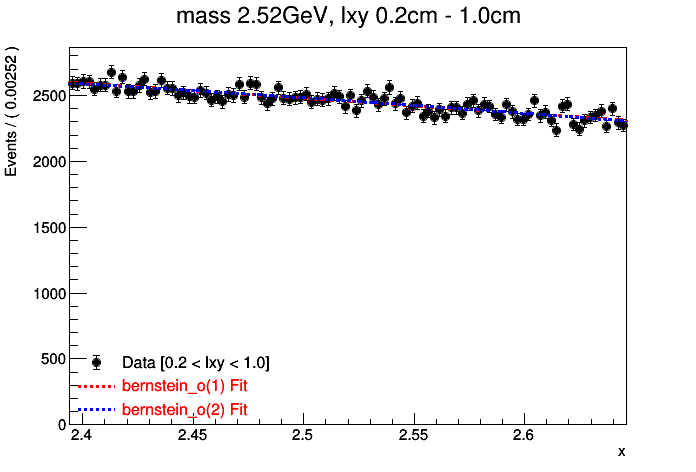 mass 2.52GeV, lxy 0.2cm - 1.0cm
Events / ( 0.00252 )
2500
2000
1500
1000
500
0
Data [0.2 < lxy < 1.0]
bernstein_o(1) Fit
bernstein_o(2) Fit
2.4 2.45 2.5 2.55 2.6
x